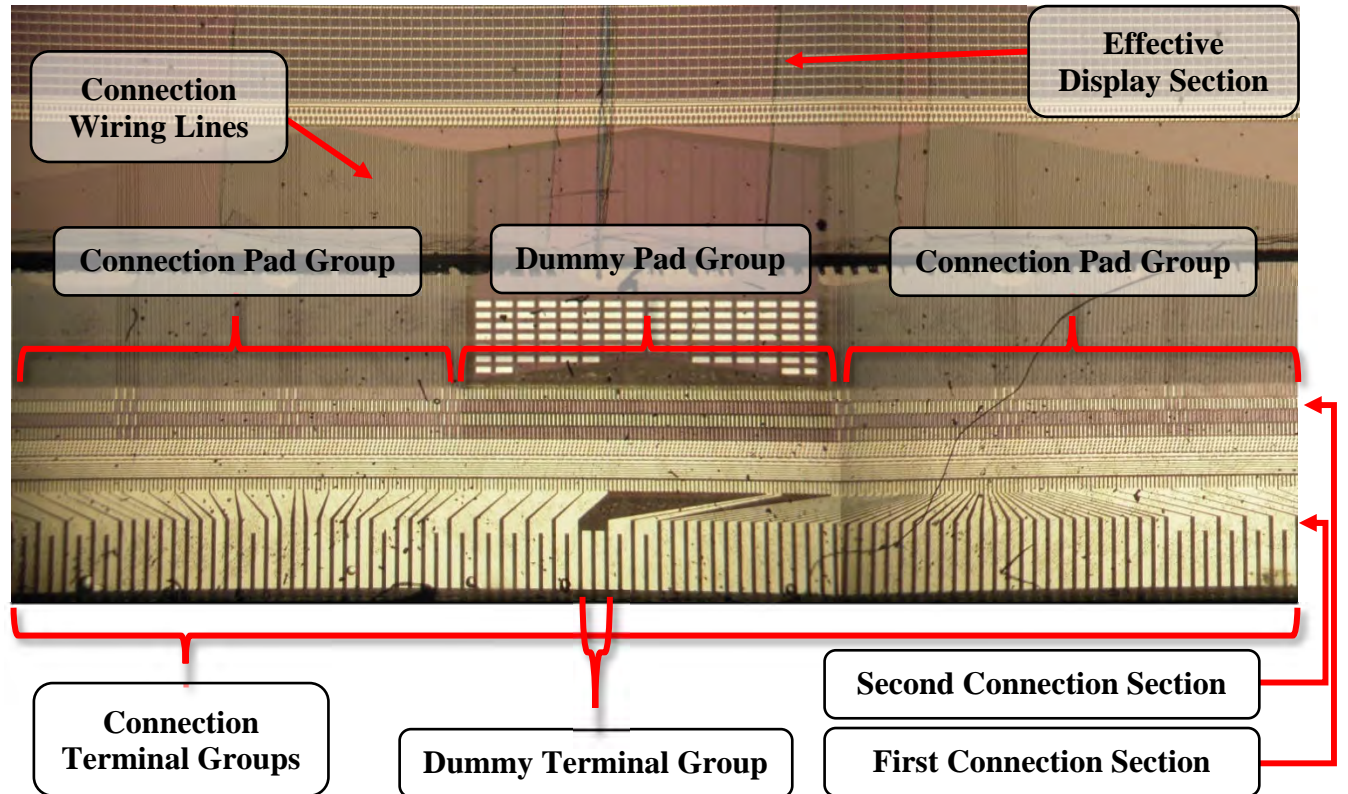 Effective
Display Section
Connection
Wiring Lines
Connection Pad Group
Dummy Pad Group
Connection Pad Group
Second Connection Section
Connection
Terminal Groups
Dummy Terminal Group
First Connection Section